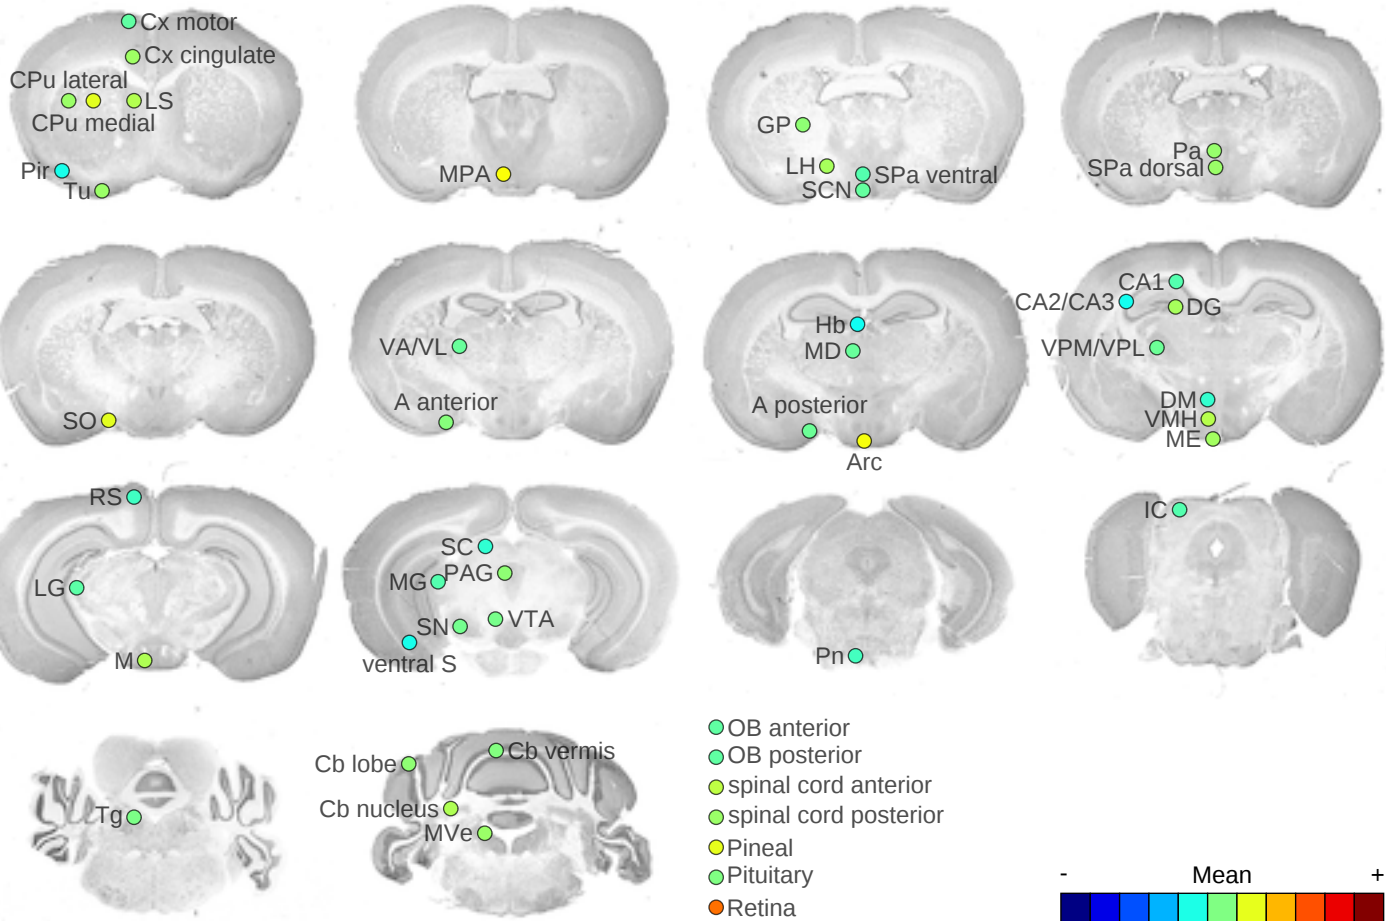 Cx motor
Cx cingulate
CPu lateral
LS
CPu medial
Pir
Tu
MPA
GP
LH
SPa ventral
SCN
Pa
SPa dorsal
SO
VA/VL
A anterior
Hb
MD
A posterior
Arc
CA1
CA2/CA3
DG
VPM/VPL
DM
VMH
ME
RS
LG
M
SC
PAG
MG
VTA
SN
ventral S
Pn
IC
Tg
Cb vermis
Cb lobe
Cb nucleus
MVe
OB anterior
OB posterior
spinal cord anterior
spinal cord posterior
Pineal
Pituitary
Retina
- Mean +